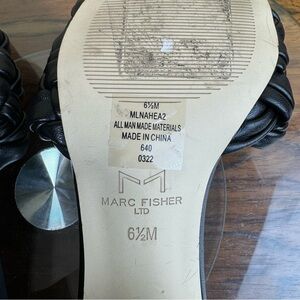 6½M
MLNAHEA2
ALL MAN MADE MATERIALS
MADE IN CHINA
640
0322
MARC FISHER
LTD
6½M